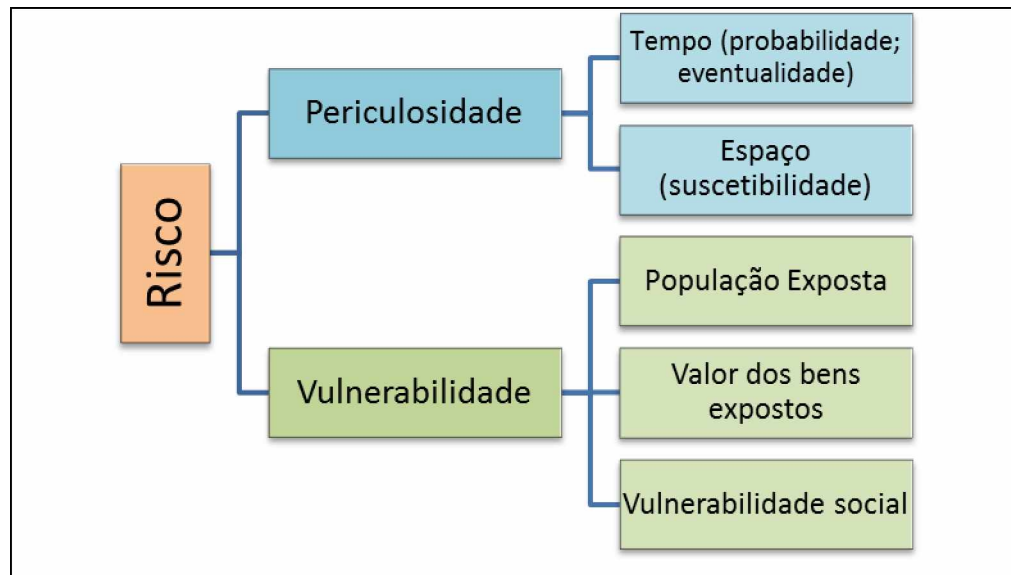 Risco
Periculosidade
Tempo (probabilidade;
eventualidade)
Espaço
(suscetibilidade)
Vulnerabilidade
População Exposta
Valor dos bens
expostos
Vulnerabilidade social